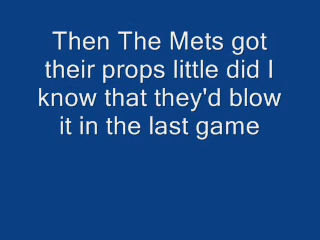 Then The Mets got
their props little did I
know that they'd blow
it in the last game